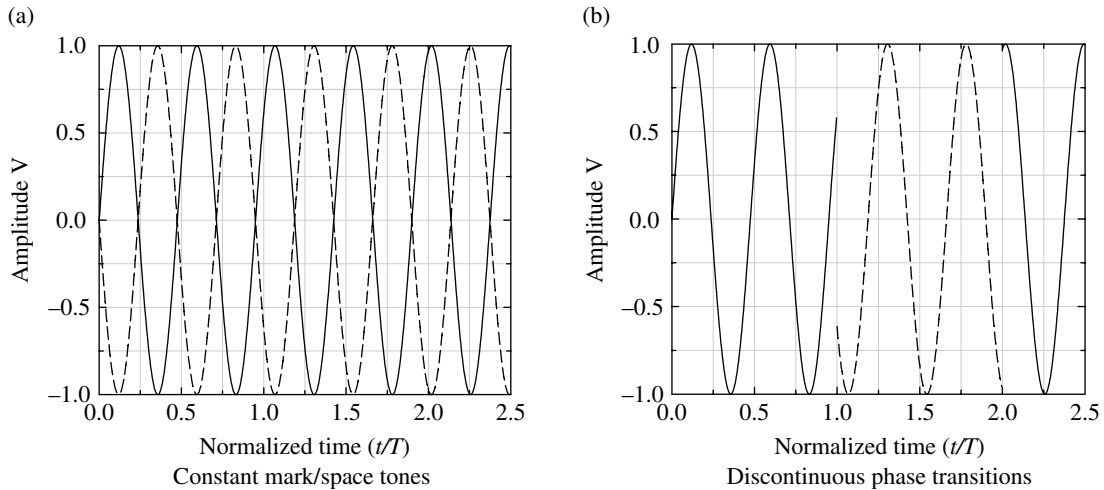 (a)
1.0
0.5
0.0
–0.5
–1.0
Amplitude V
0.0 0.5 1.0 1.5 2.0 2.5
Normalized time (t/T)
Constant mark/space tones
(b)
1.0
0.5
0.0
–0.5
–1.0
Amplitude V
0.0 0.5 1.0 1.5 2.0 2.5
Normalized time (t/T)
Discontinuous phase transitions